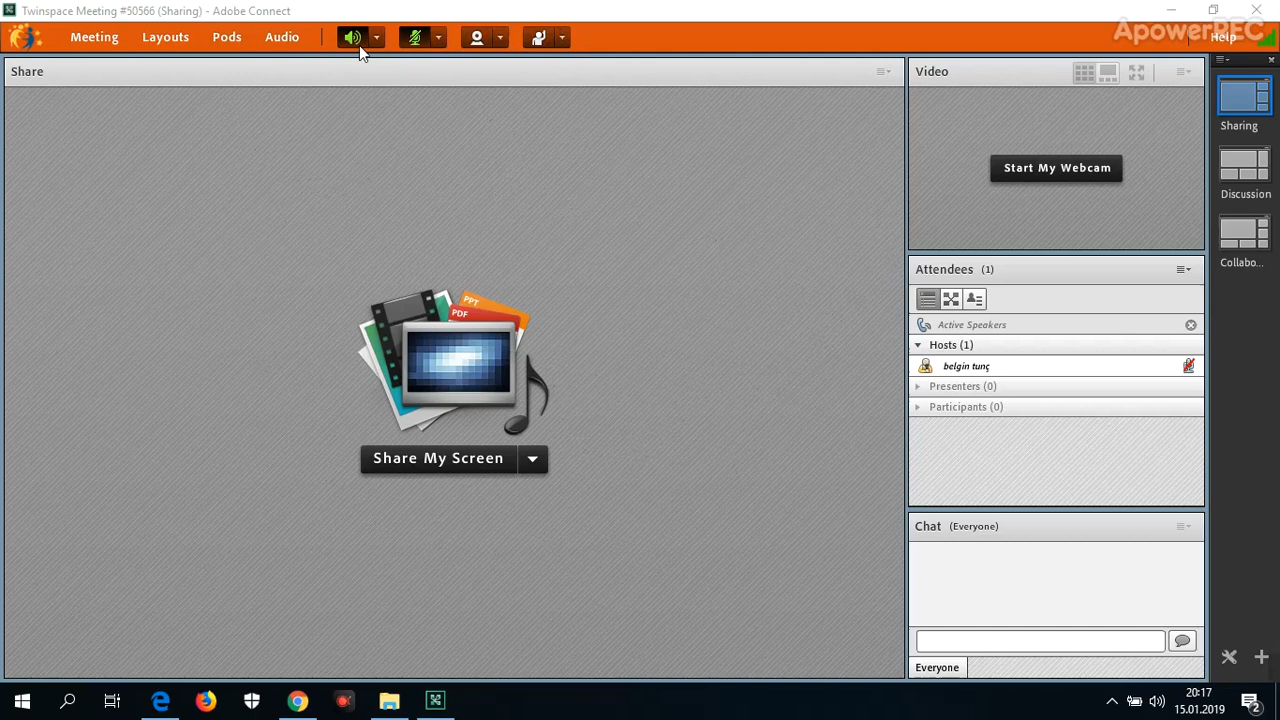 Twinspace Meeting #50566 (Sharing) - Adobe Connect
ApowerREC
Meeting Layouts Pods Audio Help
Share
Video
Start My Webcam
Sharing
Discussion
Collabo...
PPT
PDF
Share My Screen
Attendees (1)
Active Speakers
Hosts (1)
belgin tunç
Presenters (0)
Participants (0)
Chat (Everyone)
Everyone
20:17
15.01.2019
2